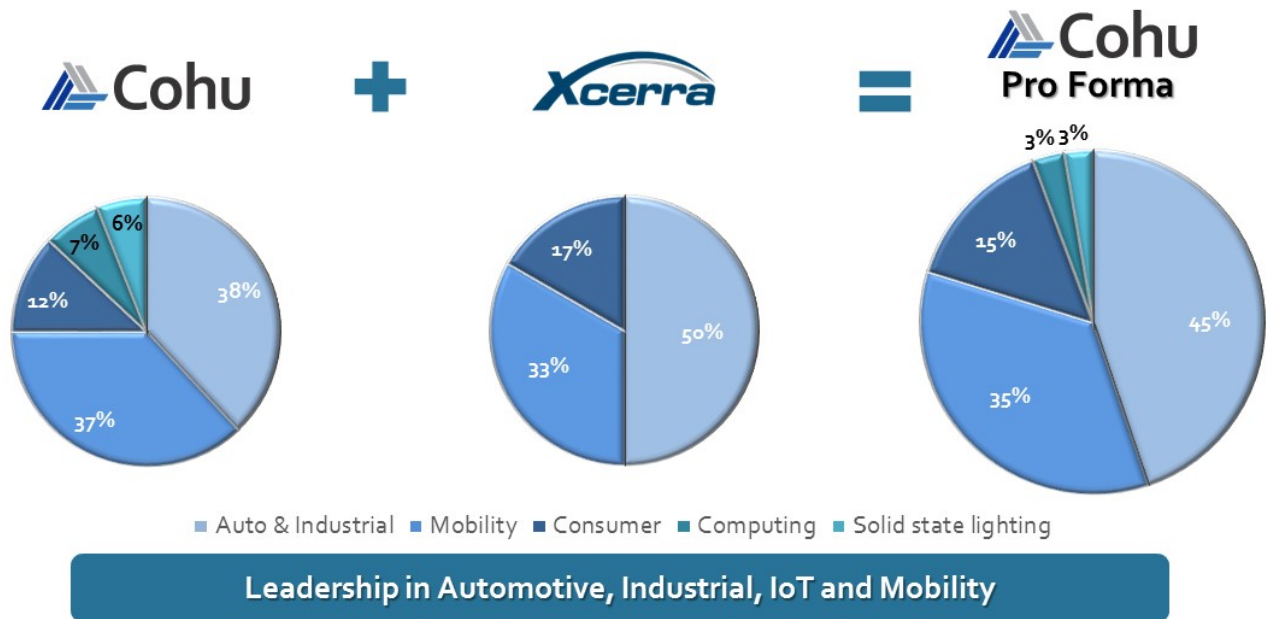 Cohu
Xcerra
Cohu
Pro Forma
6%
7%
12%
38%
37%
17%
50%
33%
3% 3%
15%
45%
35%
Auto & Industrial Mobility Consumer Computing Solid state lighting
Leadership in Automotive, Industrial, IoT and Mobility